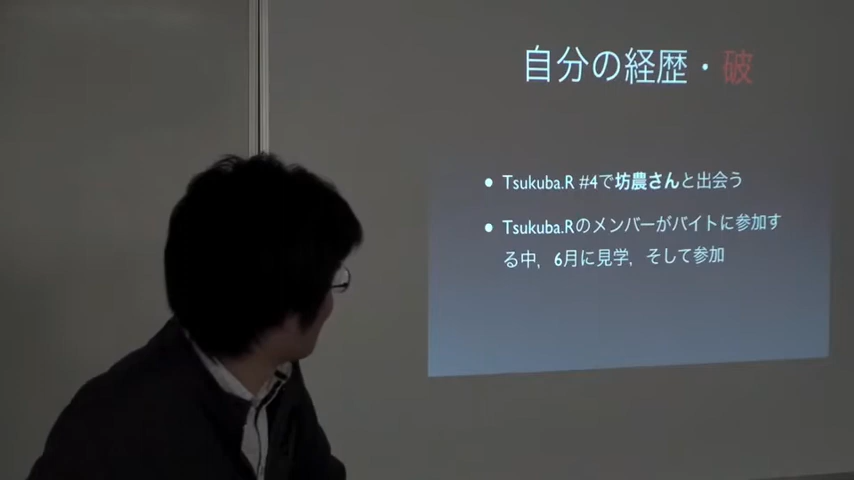 自分の経歴・破
• Tsukuba.R #4で坊農さんと出会う
• Tsukuba.Rのメンバーがバイトに参加す
る中，6月に見学，そして参加